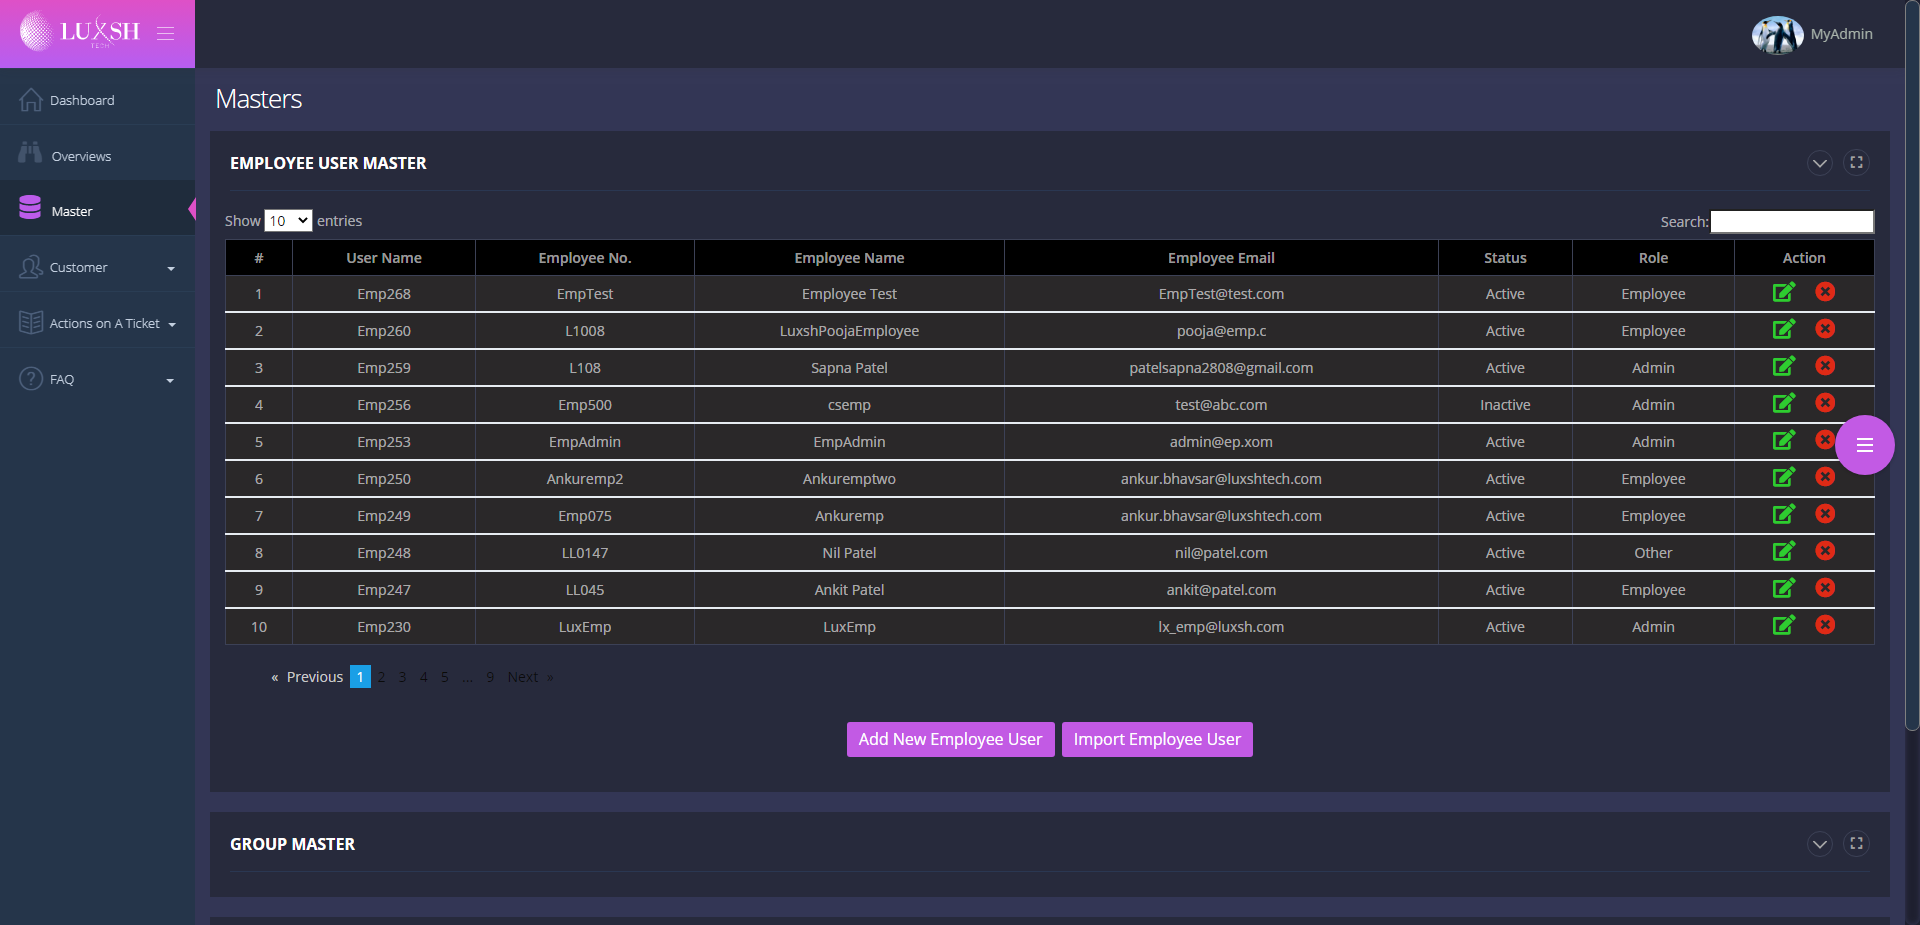 LUXSH
TECH
MyAdmin
Dashboard
Overviews
Master
Customer
Actions on A Ticket
FAQ
Masters
EMPLOYEE USER MASTER
Show 10 entries
Search:
# User Name Employee No. Employee Name Employee Email Status Role Action
1 Emp268 EmpTest Employee Test EmpTest@test.com Active Employee
2 Emp260 L1008 LuxshPoojaEmployee pooja@emp.c Active Employee
3 Emp259 L108 Sapna Patel patelsapna2808@gmail.com Active Admin
4 Emp256 Emp500 csemp test@abc.com Inactive Admin
5 Emp253 EmpAdmin EmpAdmin admin@ep.xom Active Admin
6 Emp250 Ankuremp2 Ankuremptwo ankur.bhavsar@luxshtech.com Active Employee
7 Emp249 Emp075 Ankuremp ankur.bhavsar@luxshtech.com Active Employee
8 Emp248 LL0147 Nil Patel nil@patel.com Active Other
9 Emp247 LL045 Ankit Patel ankit@patel.com Active Employee
10 Emp230 LuxEmp LuxEmp lx_emp@luxsh.com Active Admin
« Previous 1 2 3 4 5 ... 9 Next »
Add New Employee User Import Employee User
GROUP MASTER